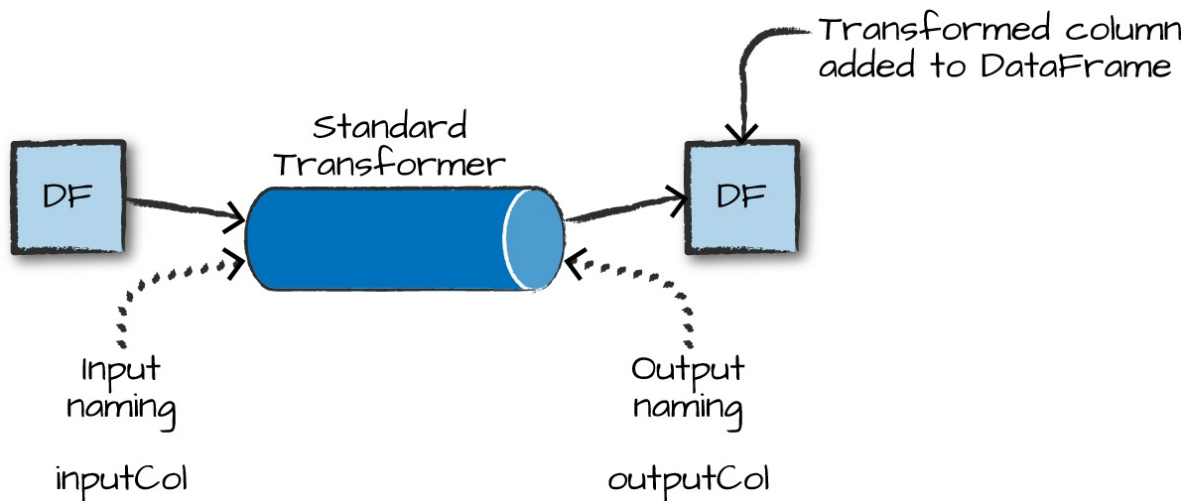 Transformed column
added to DataFrame
Standard
Transformer
DF
DF
Input
naming
inputCol
Output
naming
outputCol